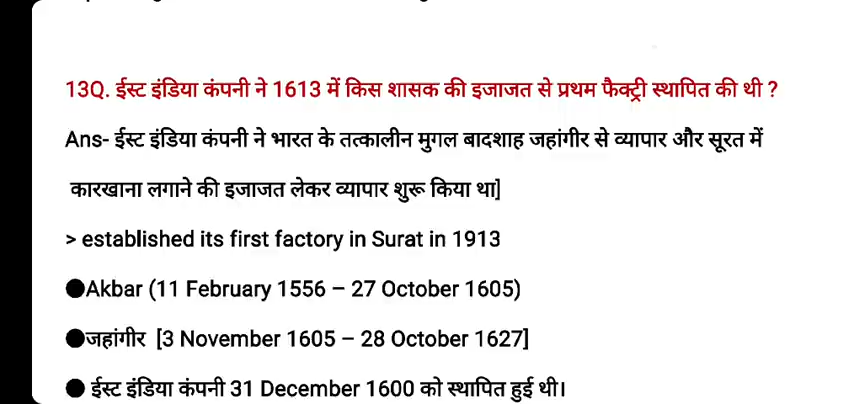 13Q. ईस्ट इंडिया कंपनी ने 1613 में किस शासक की इजाजत से प्रथम फैक्ट्री स्थापित की थी ?
Ans- ईस्ट इंडिया कंपनी ने भारत के तत्कालीन मुगल बादशाह जहांगीर से व्यापार और सूरत में
कारखाना लगाने की इजाजत लेकर व्यापार शुरू किया था]
> established its first factory in Surat in 1913
●Akbar (11 February 1556 – 27 October 1605)
●जहांगीर [3 November 1605 – 28 October 1627]
● ईस्ट इंडिया कंपनी 31 December 1600 को स्थापित हुई थी।